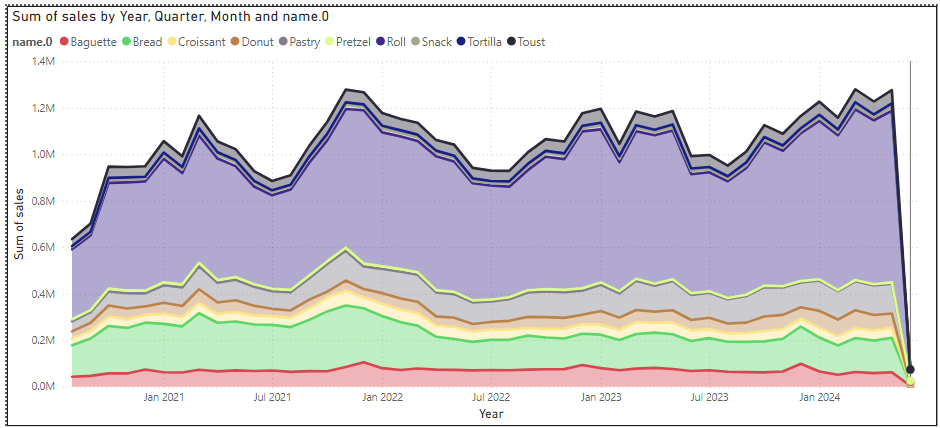 Sum of sales by Year, Quarter, Month and name.0
name.0 Baguette Bread Croissant Donut Pastry Pretzel Roll Snack Tortilla Toust
1.4M
1.2M
1.0M
0.8M
0.6M
0.4M
0.2M
0.0M
Sum of sales
Jan 2021 Jul 2021 Jan 2022 Jul 2022 Jan 2023 Jul 2023 Jan 2024
Year